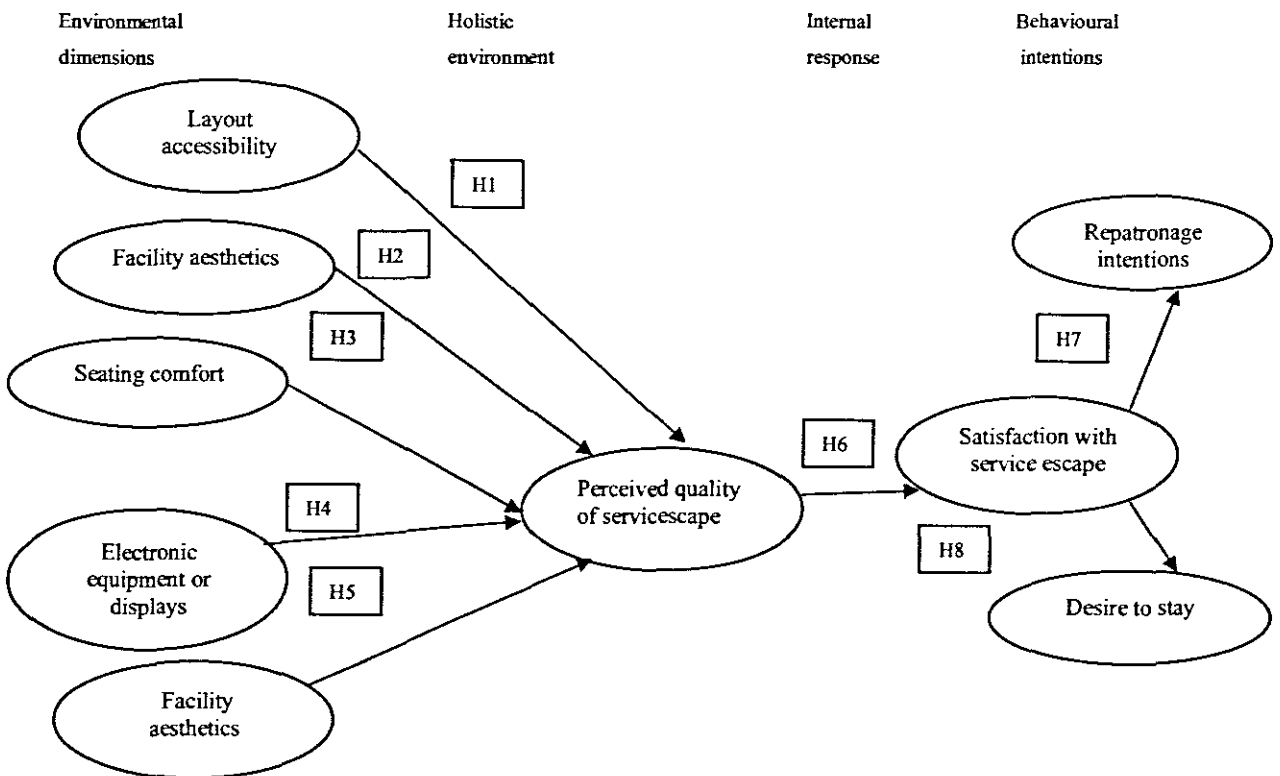 Environmental
dimensions
Holistic
environment
Internal
response
Behavioural
intentions
Layout
accessibility
H1
Facility aesthetics
H2
H3
Seating comfort
H4
Electronic
equipment or
displays
H5
Facility
aesthetics
Perceived quality
of servicescape
H6
Satisfaction with
service escape
H7
H8
Repatronage
intentions
Desire to stay